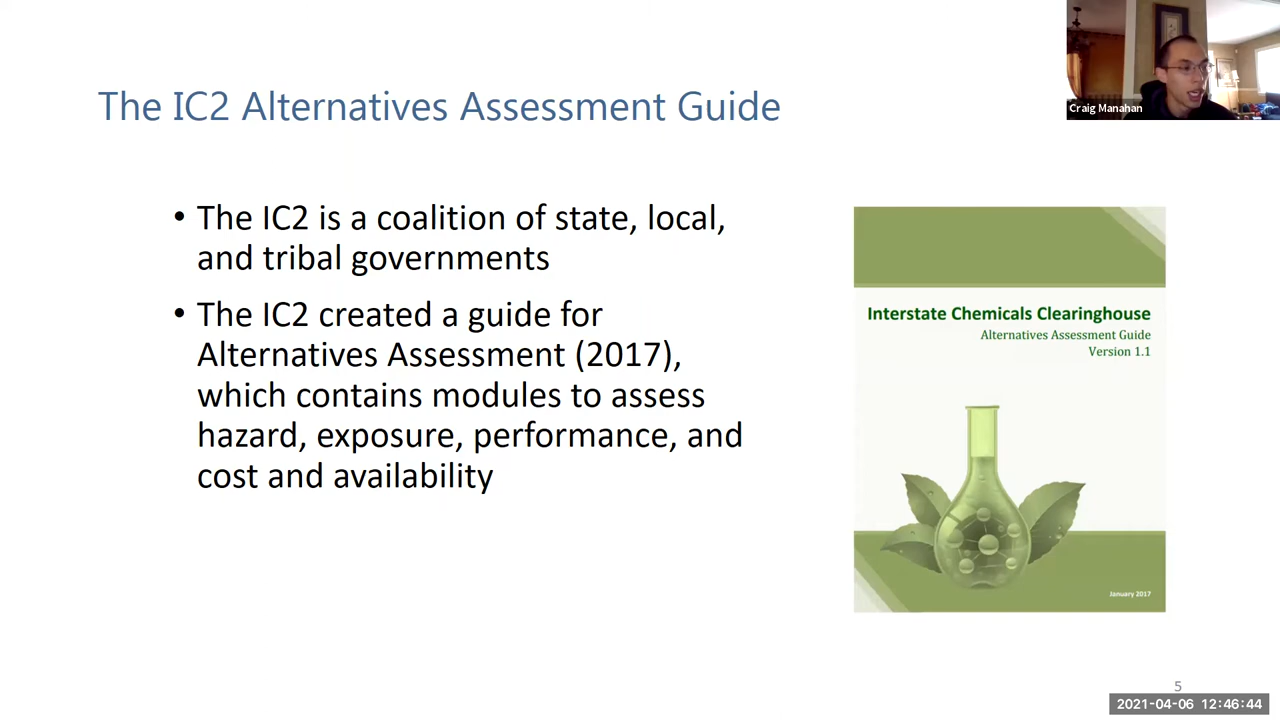 The IC2 Alternatives Assessment Guide
Craig Manahan
• The IC2 is a coalition of state, local,
and tribal governments
• The IC2 created a guide for
Alternatives Assessment (2017),
which contains modules to assess
hazard, exposure, performance, and
cost and availability
Interstate Chemicals Clearinghouse
Alternatives Assessment Guide
Version 1.1
January 2017
5
2021-04-06 12:46:44